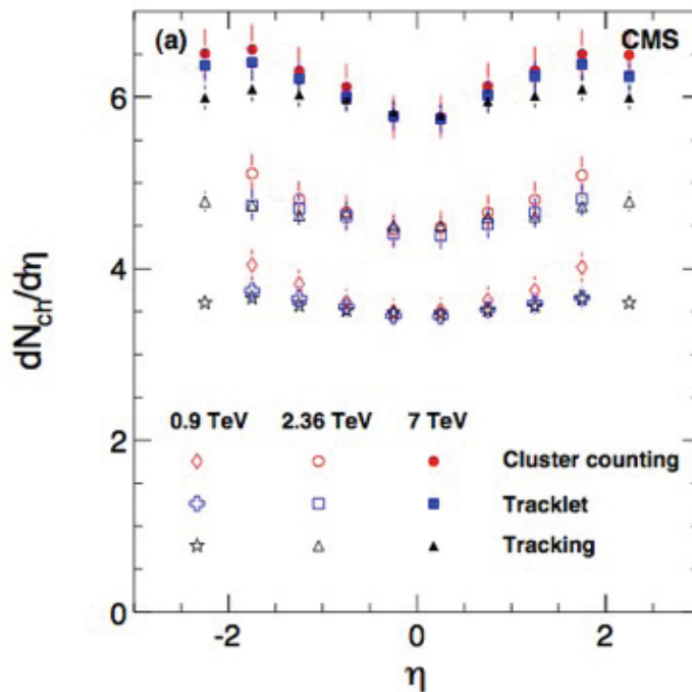 (a) CMS
6
4
2
0
dN_ch/dη
0.9 TeV 2.36 TeV 7 TeV
Cluster counting
Tracklet
Tracking
-2 0 2
η